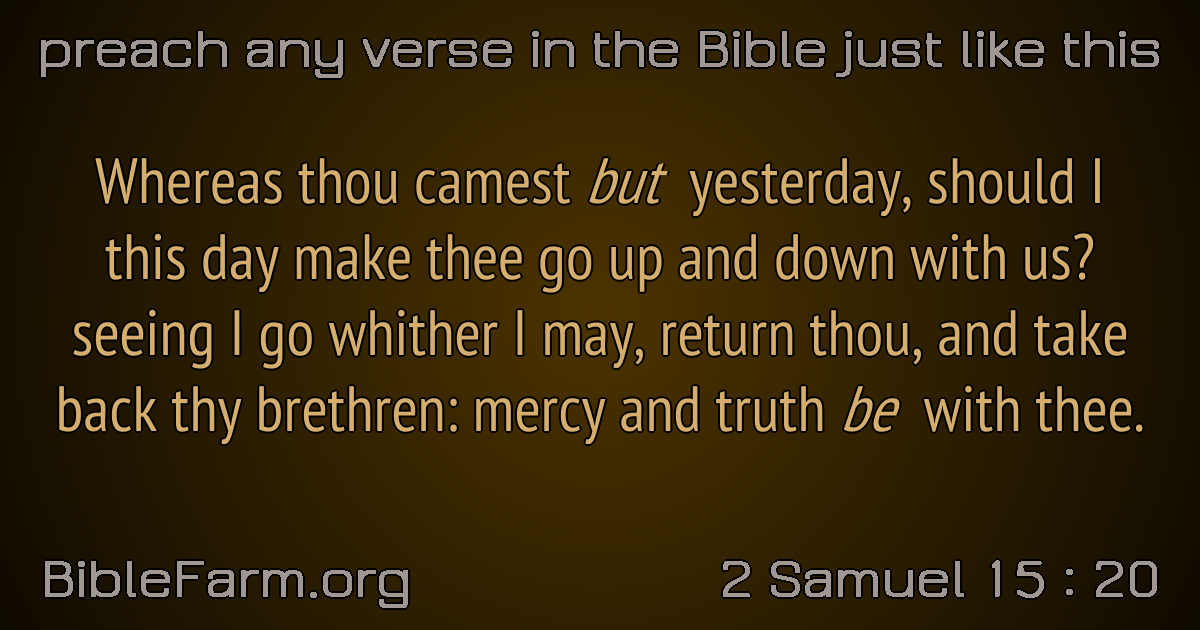 preach any verse in the Bible just like this
Whereas thou camest but yesterday, should I
this day make thee go up and down with us?
seeing I go whither I may, return thou, and take
back thy brethren: mercy and truth be with thee.
BibleFarm.org
2 Samuel 15 : 20